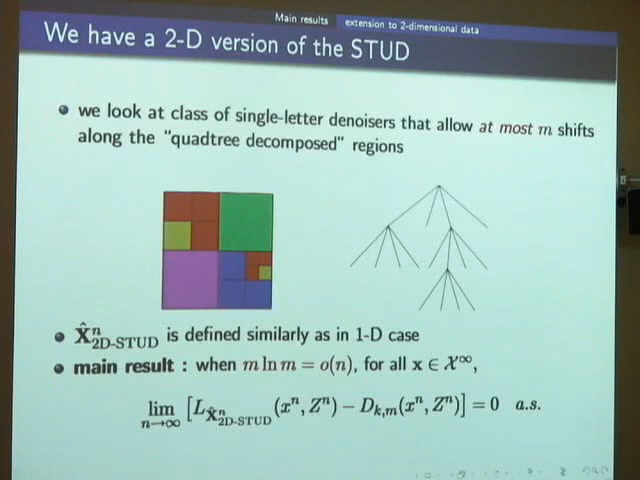 Main results extension to 2-dimensional data
We have a 2-D version of the STUD
we look at class of single-letter denoisers that allow at most m shifts
along the "quadtree decomposed" regions
X̂ⁿ₂D-STUD is defined similarly as in 1-D case
main result : when m ln m = o(n), for all x ∈ 𝒳^∞,
lim n→∞ [L_X̂ⁿ₂D-STUD (xⁿ, Zⁿ) − D_k,m(xⁿ, Zⁿ)] = 0 a.s.